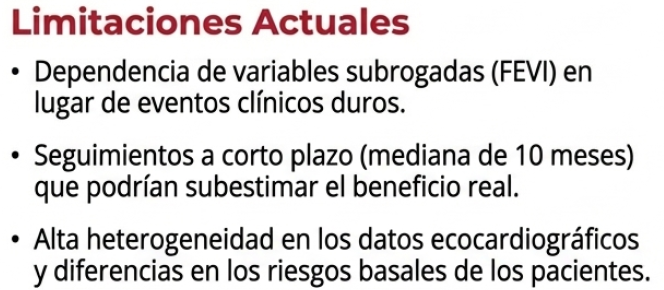 Limitaciones Actuales
• Dependencia de variables subrogadas (FEVI) en
lugar de eventos clínicos duros.
• Seguimientos a corto plazo (mediana de 10 meses)
que podrían subestimar el beneficio real.
• Alta heterogeneidad en los datos ecocardiográficos
y diferencias en los riesgos basales de los pacientes.